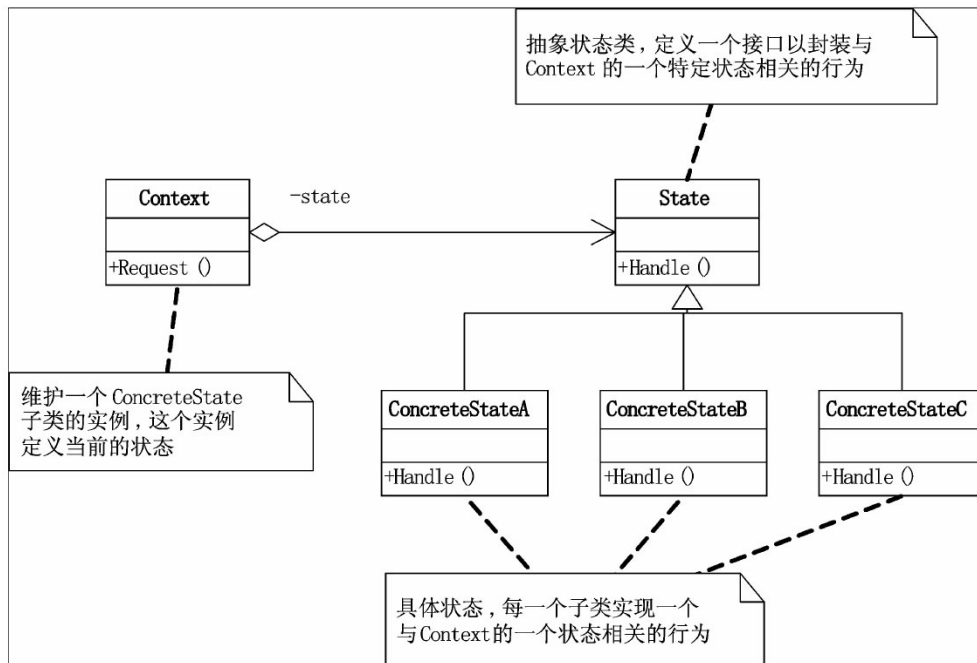 抽象状态类，定义一个接口以封装与
Context 的一个特定状态相关的行为
Context
-state
State
+Request ()
+Handle ()
维护一个 ConcreteState
子类的实例，这个实例
定义当前的状态
ConcreteStateA
ConcreteStateB
ConcreteStateC
+Handle ()
+Handle ()
+Handle ()
具体状态，每一个子类实现一个
与Context的一个状态相关的行为